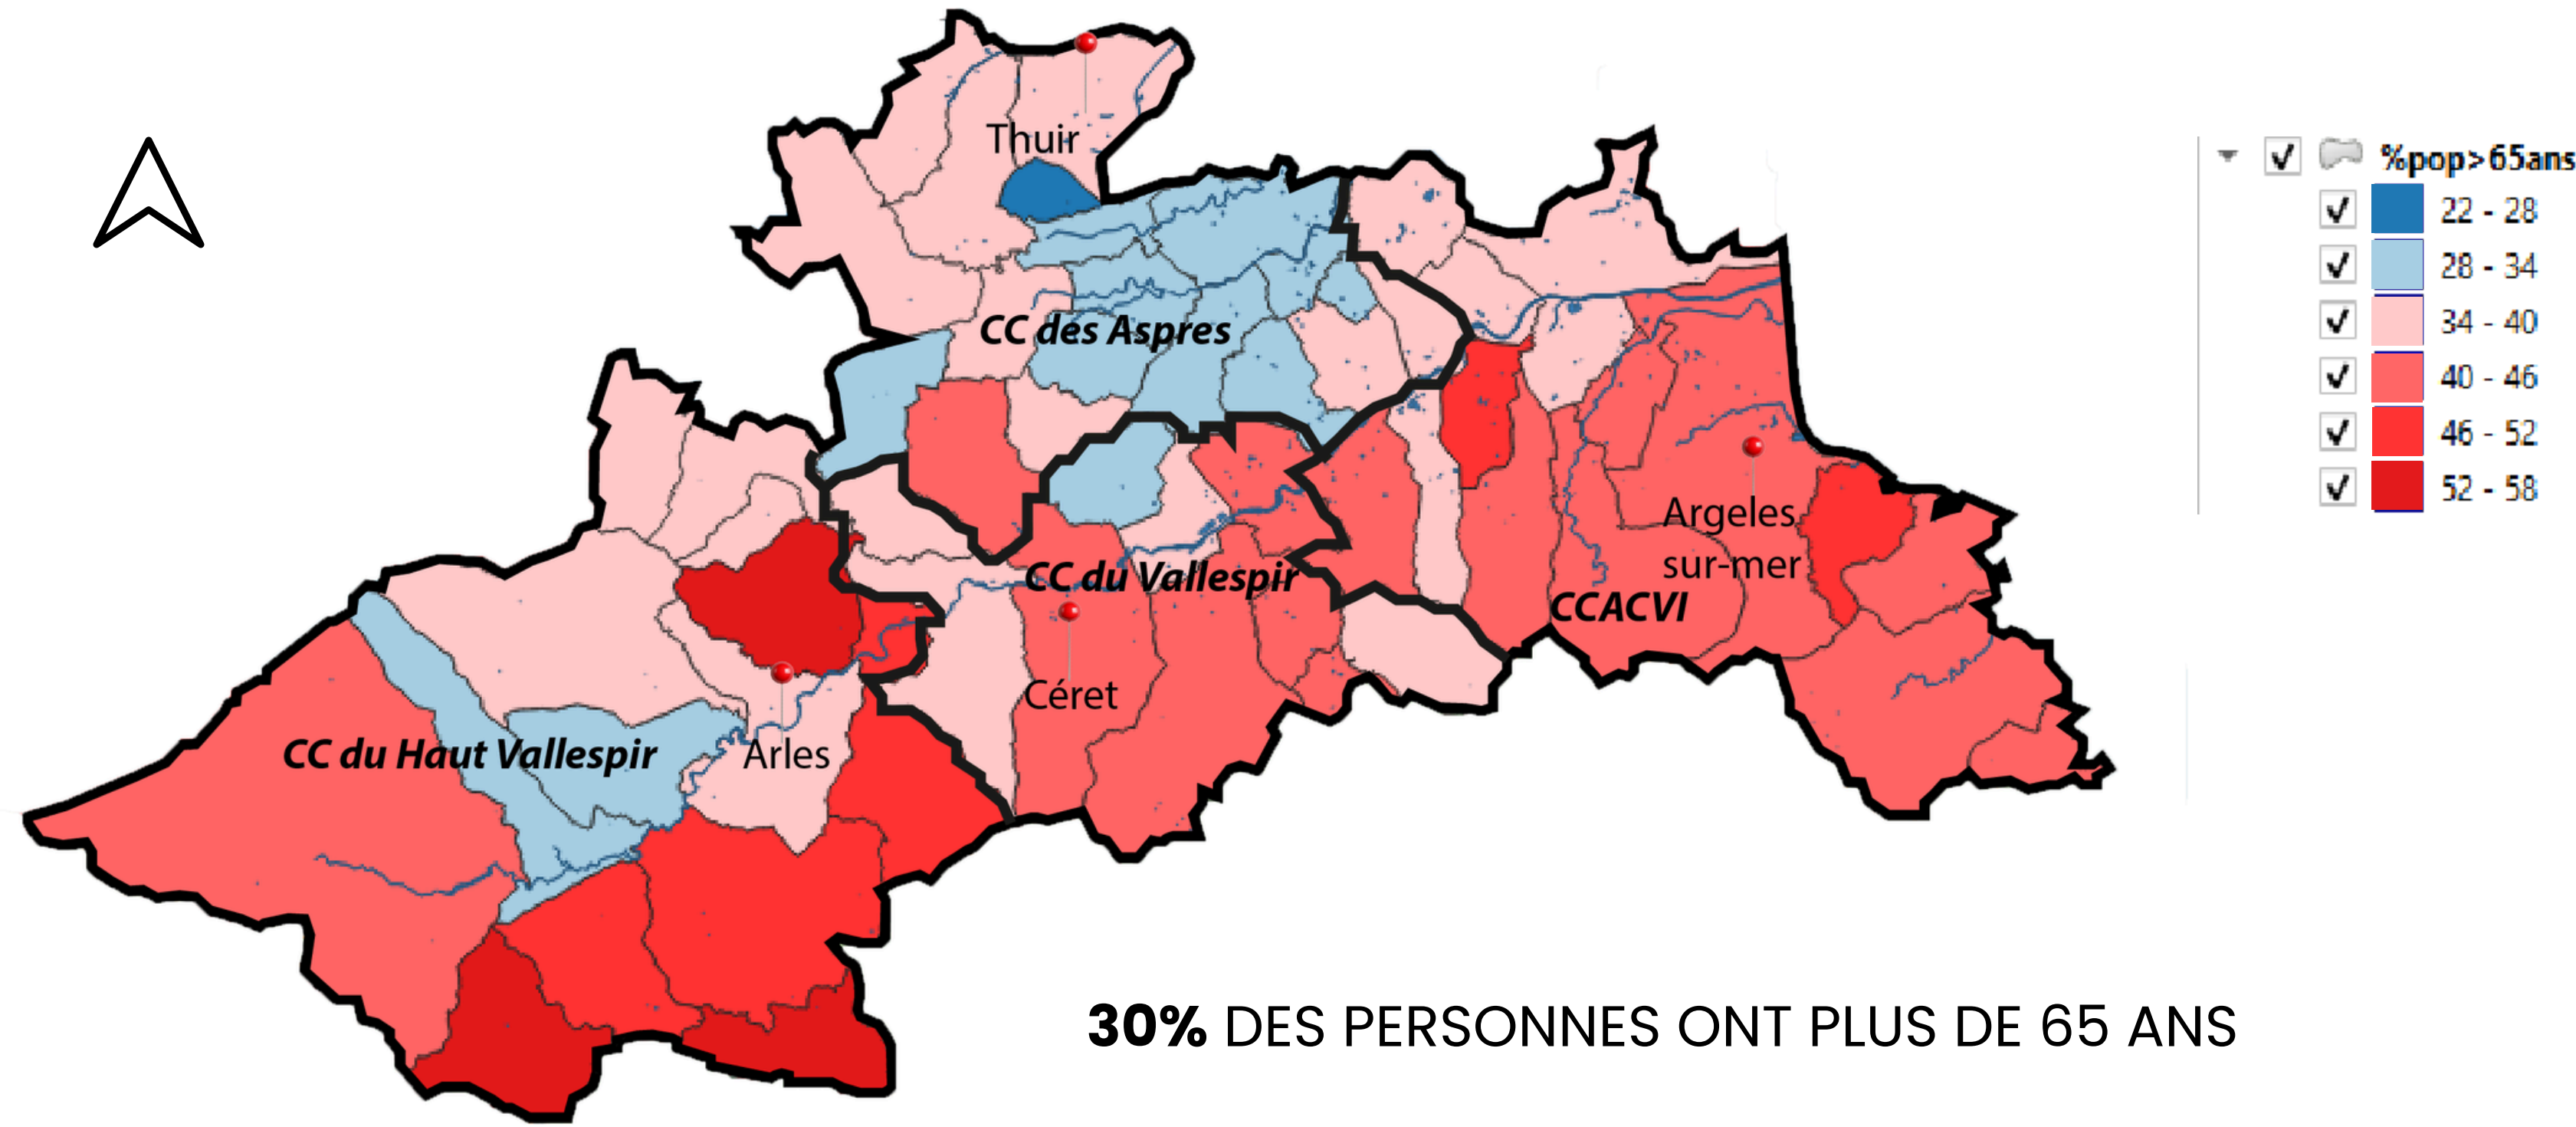 Thuir
%pop>65ans
22 - 28
28 - 34
34 - 40
40 - 46
46 - 52
52 - 58
CC des Aspres
Argeles
sur-mer
CC du Vallespir
CCACVI
Céret
CC du Haut Vallespir
Arles
30% DES PERSONNES ONT PLUS DE 65 ANS